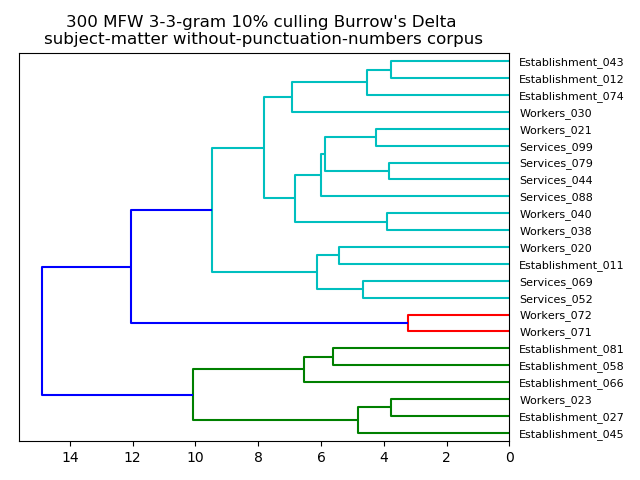 300 MFW 3-3-gram 10% culling Burrow's Delta
subject-matter without-punctuation-numbers corpus
Establishment_043
Establishment_012
Establishment_074
Workers_030
Workers_021
Services_099
Services_079
Services_044
Services_088
Workers_040
Workers_038
Workers_020
Establishment_011
Services_069
Services_052
Workers_072
Workers_071
Establishment_081
Establishment_058
Establishment_066
Workers_023
Establishment_027
Establishment_045
14 12 10 8 6 4 2 0